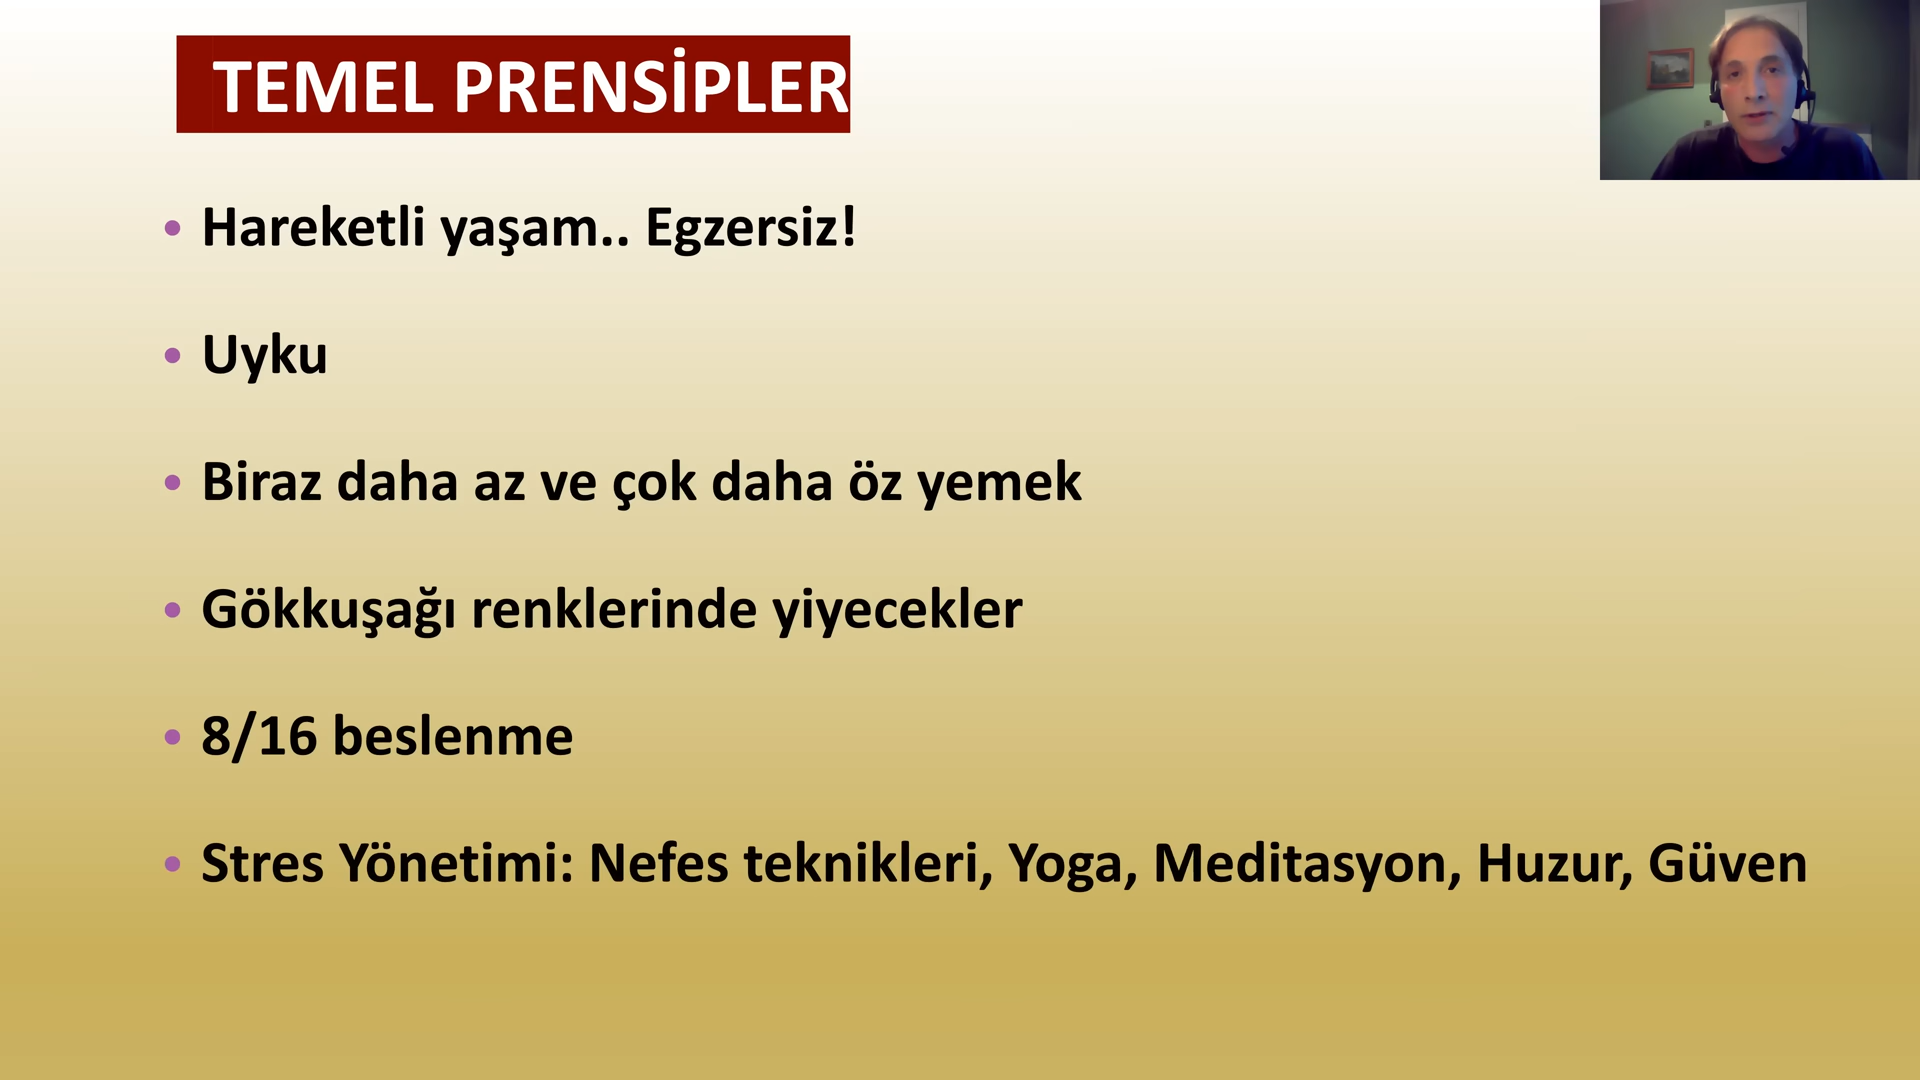 TEMEL PRENSİPLER
• Hareketli yaşam.. Egzersiz!
• Uyku
• Biraz daha az ve çok daha öz yemek
• Gökkuşağı renklerinde yiyecekler
• 8/16 beslenme
• Stres Yönetimi: Nefes teknikleri, Yoga, Meditasyon, Huzur, Güven